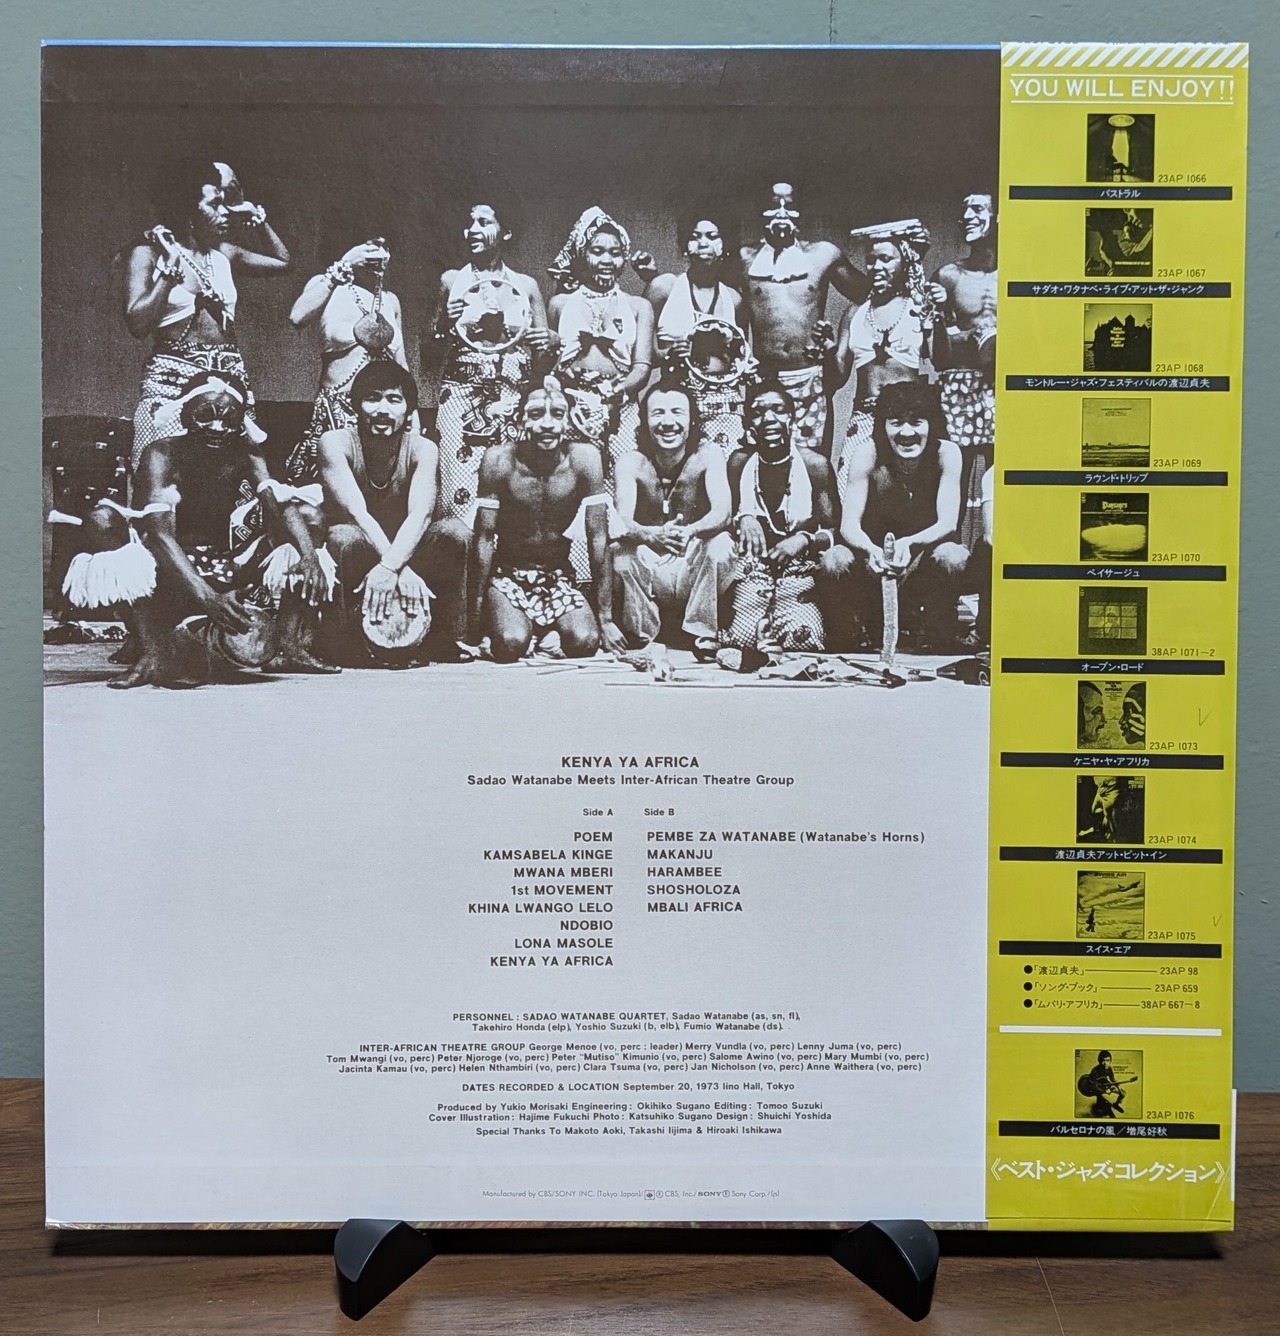 KENYA YA AFRICA
Sadao Watanabe Meets Inter-African Theatre Group
Side A Side B
POEM PEMBE ZA WATANABE (Watanabe's Horns)
KAMSABELA KINGE MAKANJU
MWANA MBERI HARAMBEE
1st MOVEMENT SHOSHOLOZA
KHINA LWANGO LELO MBALI AFRICA
NDOBIO
LONA MASOLE
KENYA YA AFRICA
PERSONNEL : SADAO WATANABE QUARTET, Sadao Watanabe (as, sn, fl),
Takehiro Honda (elp), Yoshio Suzuki (b, elb), Fumio Watanabe (ds).
INTER-AFRICAN THEATRE GROUP George Menoe (vo, perc : leader) Merry Vundla (vo, perc) Lenny Juma (vo, perc)
Tom Mwangi (vo, perc) Peter Njoroge (vo, perc) Peter "Mutiso" Kimunio (vo, perc) Salome Awino (vo, perc) Mary Mumbi (vo, perc)
Jacinta Kamau (vo, perc) Helen Nthambiri (vo, perc) Clara Tsuma (vo, perc) Jan Nicholson (vo, perc) Anne Waithera (vo, perc)
DATES RECORDED & LOCATION September 20, 1973 Iino Hall, Tokyo
Produced by Yukio Morisaki Engineering : Okihiko Sugano Editing : Tomoo Suzuki
Cover Illustration : Hajime Fukuchi Photo : Katsuhiko Sugano Design : Shuichi Yoshida
Special Thanks To Makoto Aoki, Takashi Iijima & Hiroaki Ishikawa
Manufactured by CBS/SONY INC. (Tokyo Japan)/ ℗ CBS, Inc./ SONY ℗ Sony Corp./(js)
YOU WILL ENJOY!!
23AP 1066
パストラル
23AP 1067
サダオ・ワタナベ・ライブ・アット・ザ・ジャンク
23AP 1068
モントルー・ジャズ・フェスティバルの渡辺貞夫
23AP 1069
ラウンド・トリップ
Paysages
23AP 1070
ペイサージュ
38AP 1071〜2
オープン・ロード
23AP 1073
ケニヤ・ヤ・アフリカ
23AP 1074
渡辺貞夫アット・ピット・イン
SWISS AIR
23AP 1075
スイス・エア
●「渡辺貞夫」 23AP 98
●「ソング・ブック」 23AP 659
●「ムバリ・アフリカ」 38AP 667〜8
23AP 1076
バルセロナの風／増尾好秋
《ベスト・ジャズ・コレクション》